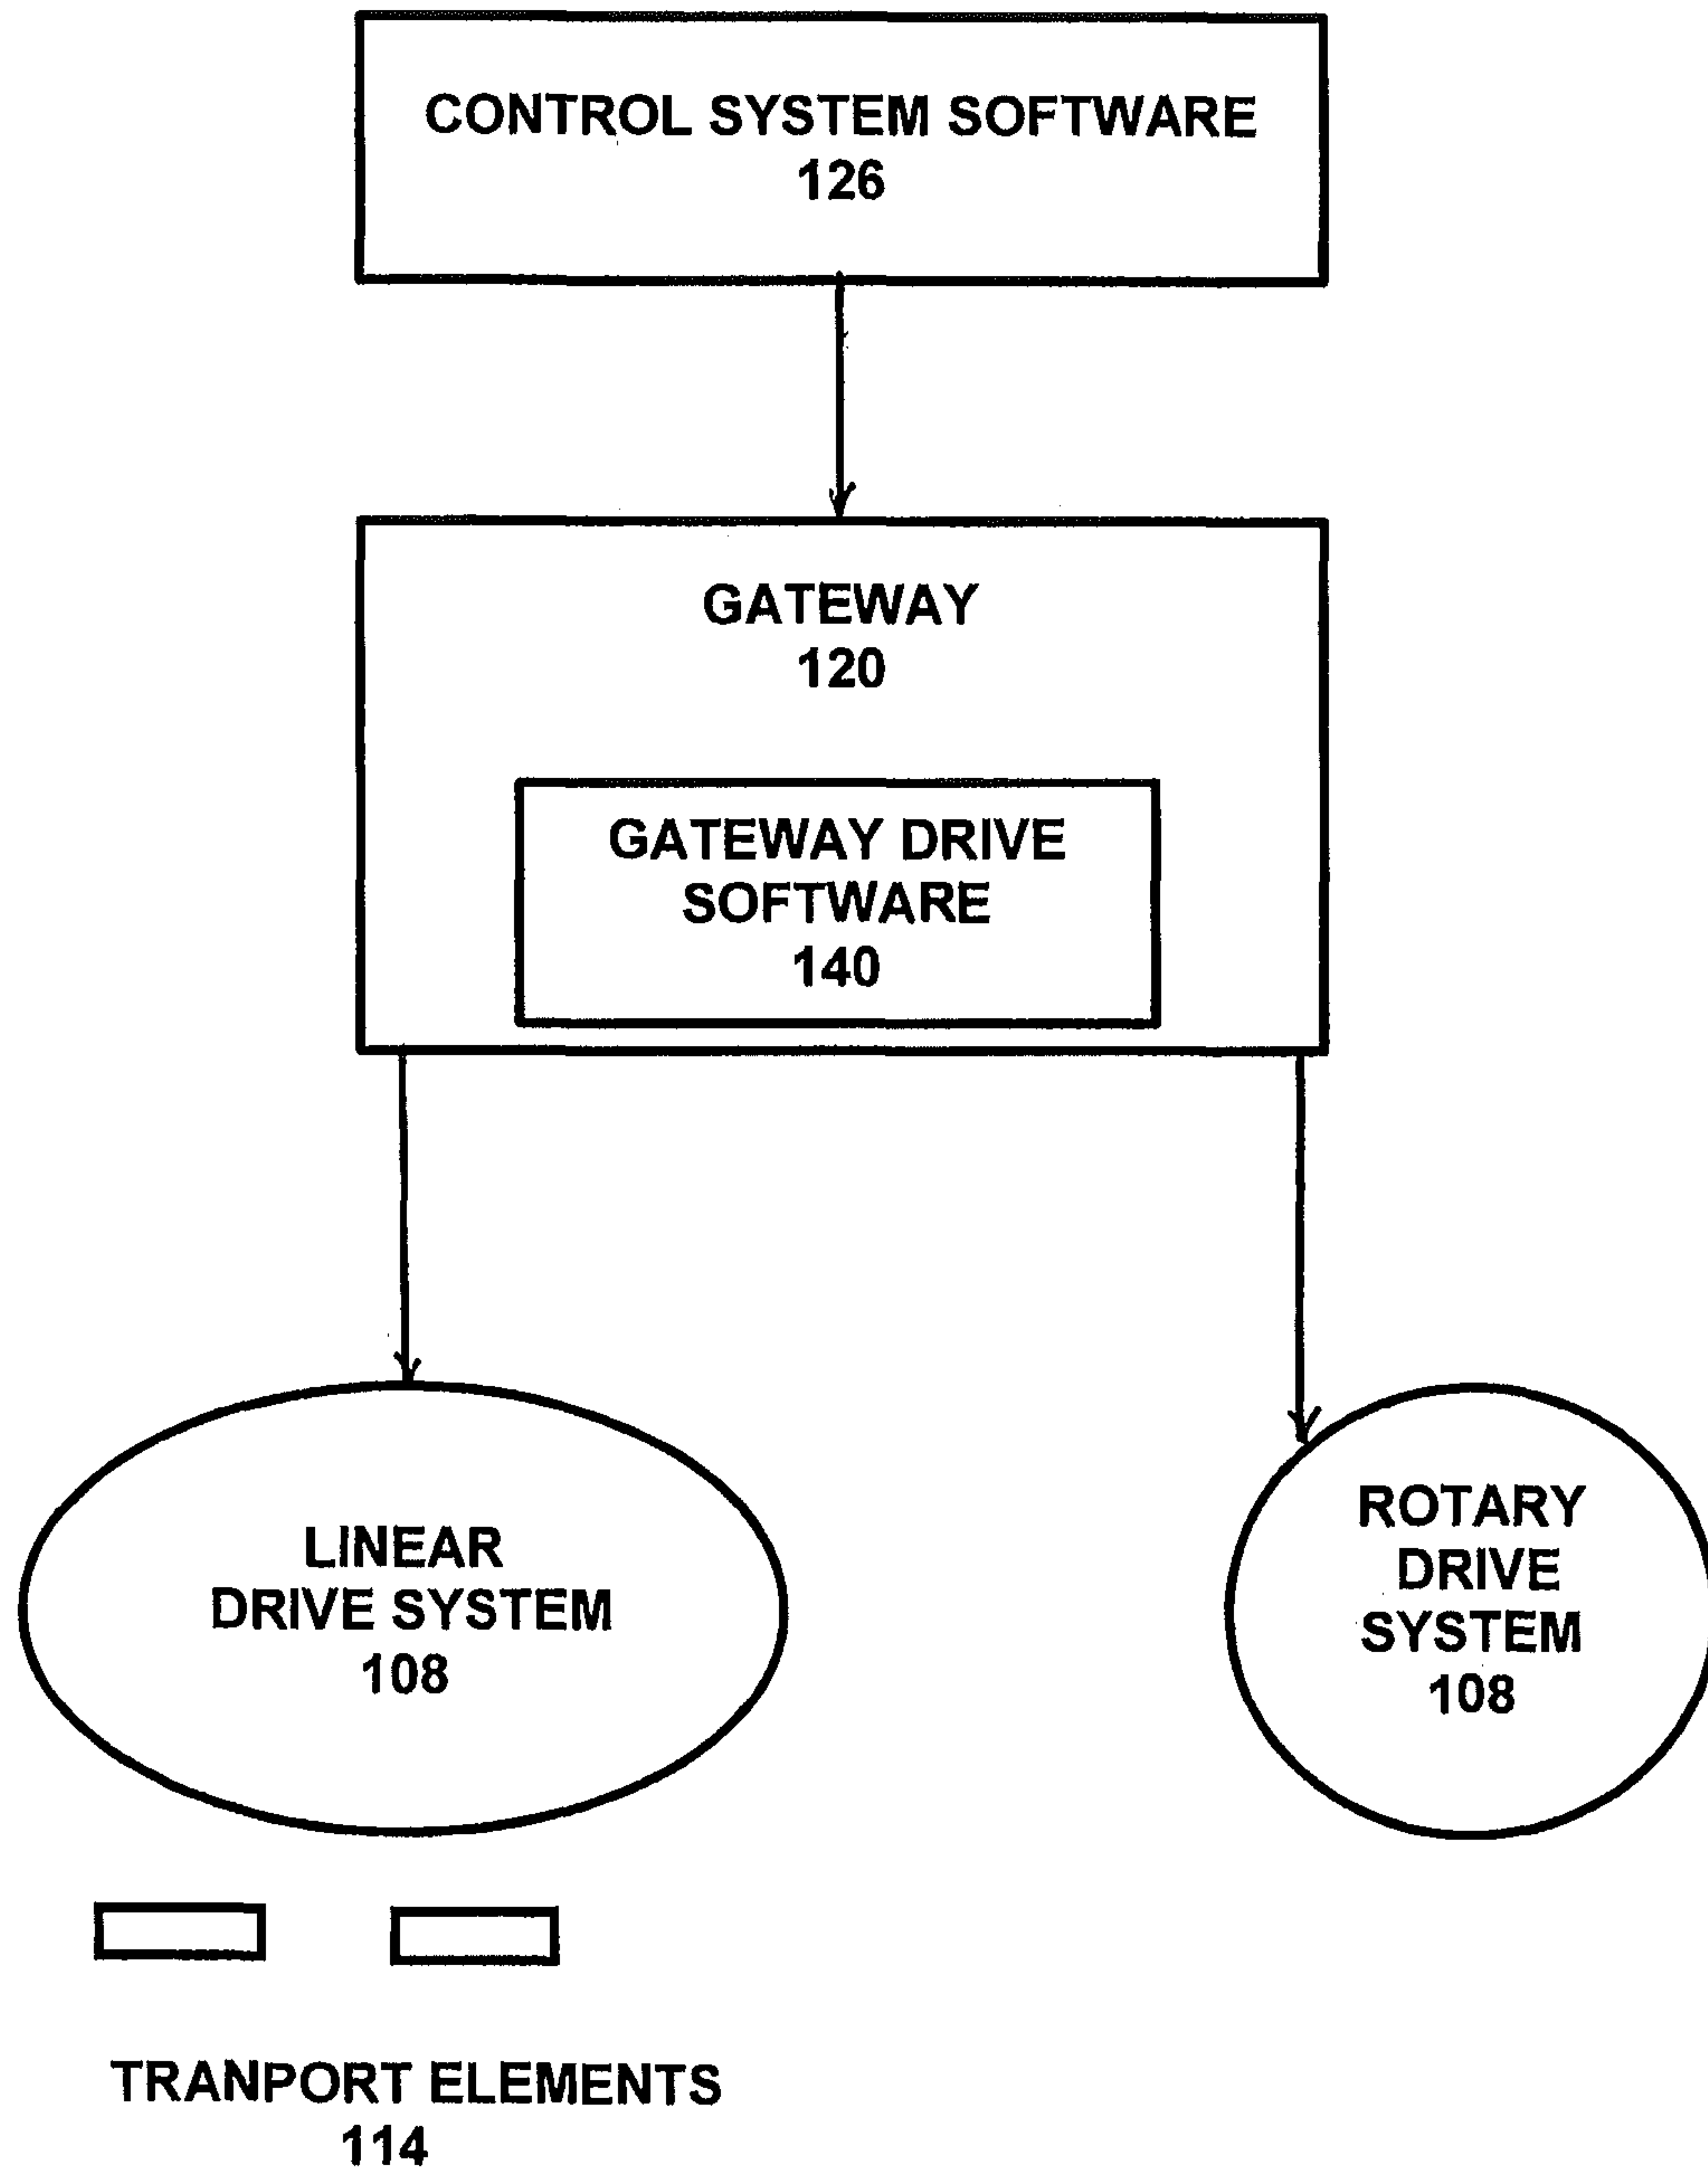 CONTROL SYSTEM SOFTWARE
126
GATEWAY
120
GATEWAY DRIVE
SOFTWARE
140
LINEAR
DRIVE SYSTEM
108
ROTARY
DRIVE
SYSTEM
108
TRANPORT ELEMENTS
114